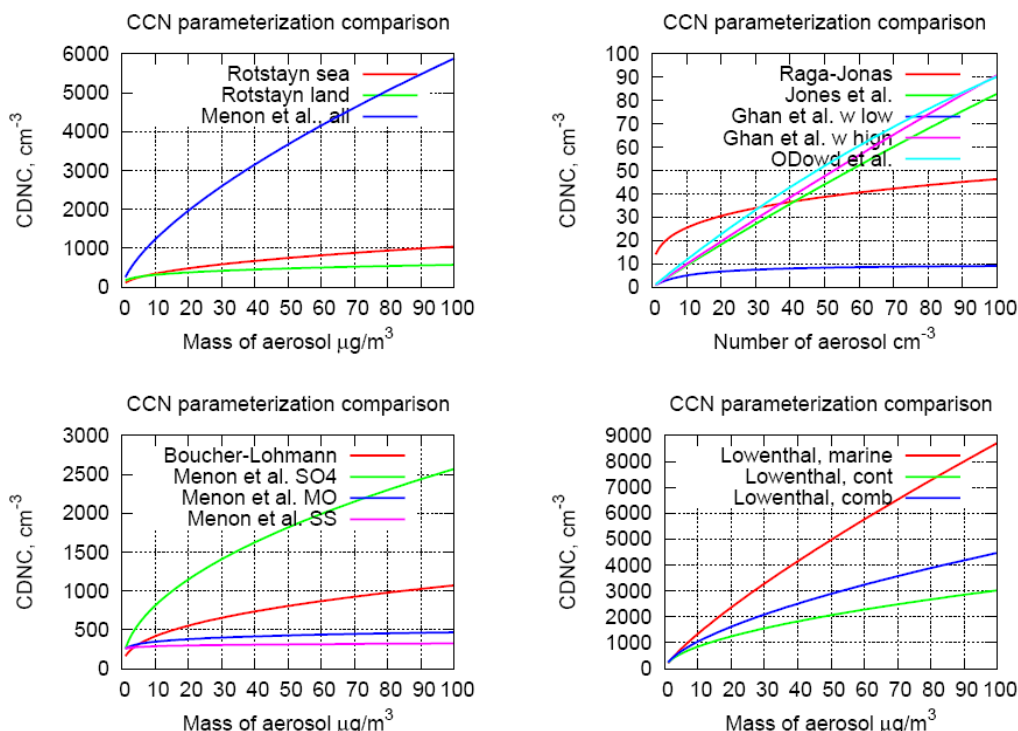 CCN parameterization comparison
6000
5000
4000
3000
2000
1000
0
CDNC, cm-3
Rotstayn sea
Rotstayn land
Menon et al., all
0 10 20 30 40 50 60 70 80 90 100
Mass of aerosol μg/m3
CCN parameterization comparison
100
90
80
70
60
50
40
30
20
10
0
CDNC, cm-3
Raga-Jonas
Jones et al.
Ghan et al. w low
Ghan et al. w high
ODowd et al.
0 10 20 30 40 50 60 70 80 90 100
Number of aerosol cm-3
CCN parameterization comparison
3000
2500
2000
1500
1000
500
0
CDNC, cm-3
Boucher-Lohmann
Menon et al. SO4
Menon et al. MO
Menon et al. SS
0 10 20 30 40 50 60 70 80 90 100
Mass of aerosol μg/m3
CCN parameterization comparison
9000
8000
7000
6000
5000
4000
3000
2000
1000
0
CDNC, cm-3
Lowenthal, marine
Lowenthal, cont
Lowenthal, comb
0 10 20 30 40 50 60 70 80 90 100
Mass of aerosol μg/m3